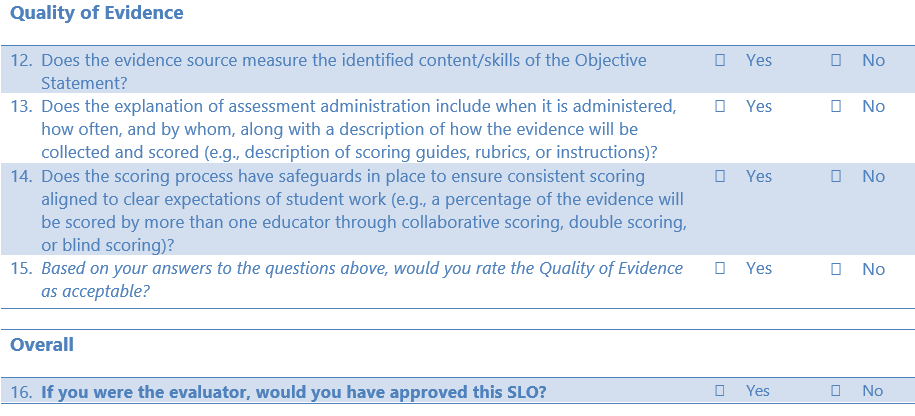 Quality of Evidence
12. Does the evidence source measure the identified content/skills of the Objective ☐ Yes ☐ No
Statement?
13. Does the explanation of assessment administration include when it is administered, ☐ Yes ☐ No
how often, and by whom, along with a description of how the evidence will be
collected and scored (e.g., description of scoring guides, rubrics, or instructions)?
14. Does the scoring process have safeguards in place to ensure consistent scoring ☐ Yes ☐ No
aligned to clear expectations of student work (e.g., a percentage of the evidence will
be scored by more than one educator through collaborative scoring, double scoring,
or blind scoring)?
15. Based on your answers to the questions above, would you rate the Quality of Evidence ☐ Yes ☐ No
as acceptable?
Overall
16. If you were the evaluator, would you have approved this SLO? ☐ Yes ☐ No